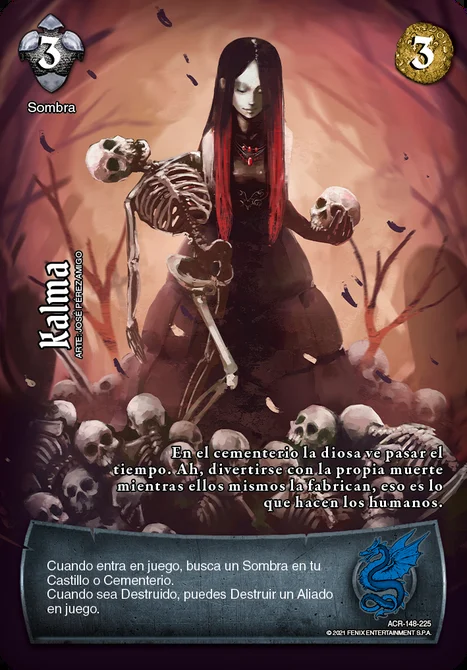 3
3
Sombra
Kalma
ARTE: JOSÉ PÉREZ AMIGO
En el cementerio la diosa ve pasar el
tiempo. Ah, divertirse con la propia muerte
mientras ellos mismos la fabrican, eso es lo
que hacen los humanos.
Cuando entra en juego, busca un Sombra en tu
Castillo o Cementerio.
Cuando sea Destruido, puedes Destruir un Aliado
en juego.
ACR-148-225
© 2021 FENIX ENTERTAINMENT S.P.A.